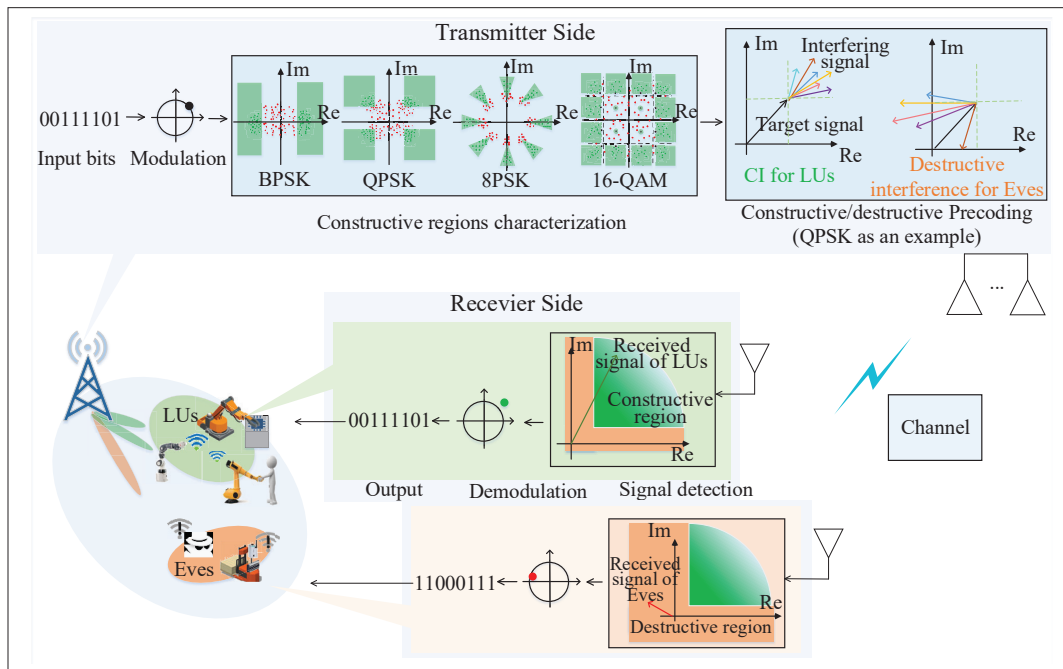 Transmitter Side
00111101
Input bits
Modulation
Im
Re
BPSK
Im
Re
QPSK
Im
Re
8PSK
Im
Re
16-QAM
Constructive regions characterization
Im
Interfering
signal
Target signal
Re
CI for LUs
Im
Re
Destructive
interference for Eves
Constructive/destructive Precoding
(QPSK as an example)
...
Recevier Side
Im
Received
signal of LUs
Constructive
region
Re
00111101
Output
Demodulation
Signal detection
Channel
LUs
Eves
11000111
Im
Received
signal of
Eves
Re
Destructive region